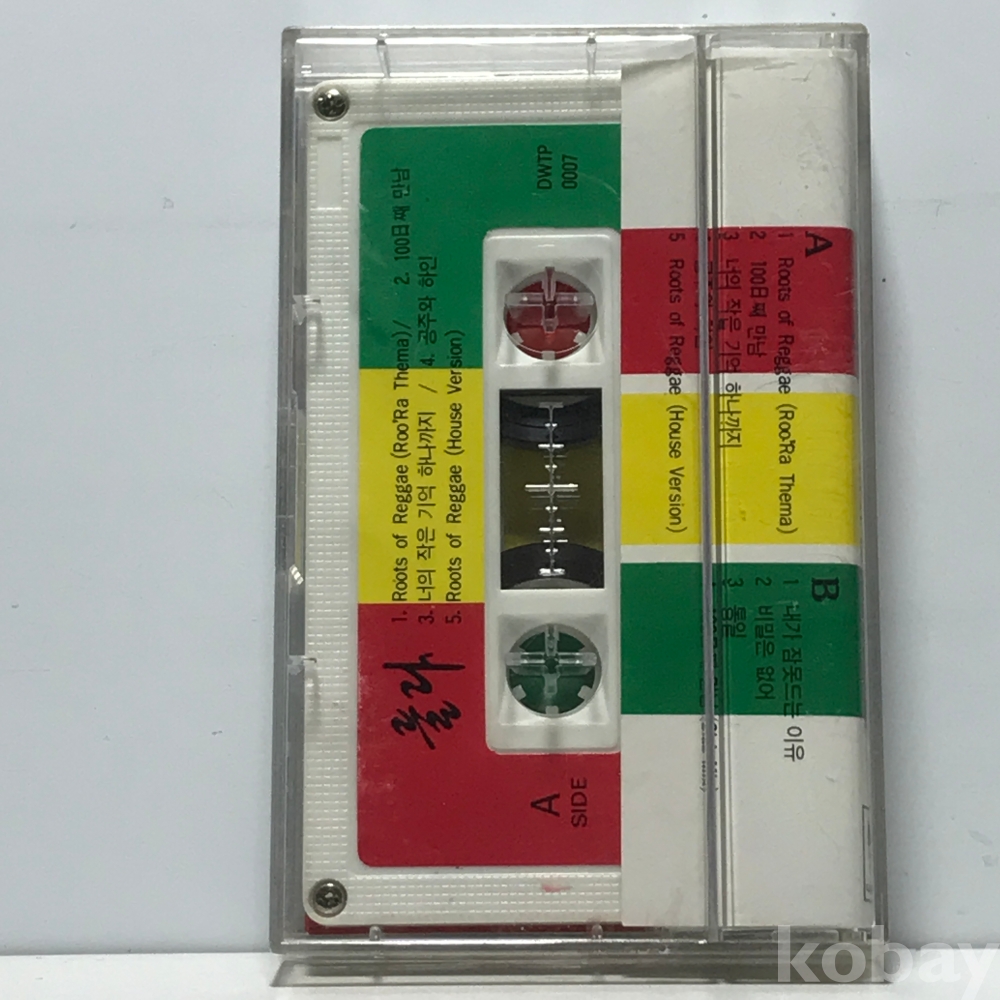 DWTP
0007
1. Roots of Reggae (Roo'Ra Thema)/ 2. 100日째 만남
3. 너의 작은 기억 하나까지 / 4. 공주와 하인
5. Roots of Reggae (House Version)
룰라
A
SIDE
A
1 Roots of Reggae (Roo'Ra Thema)
2 100日째 만남
3 너의 작은 기억 하나까지
5 Roots of Reggae (House Version)
B
1 내가 잠못드는 이유
2 비밀은 없어
3 통일
kobay